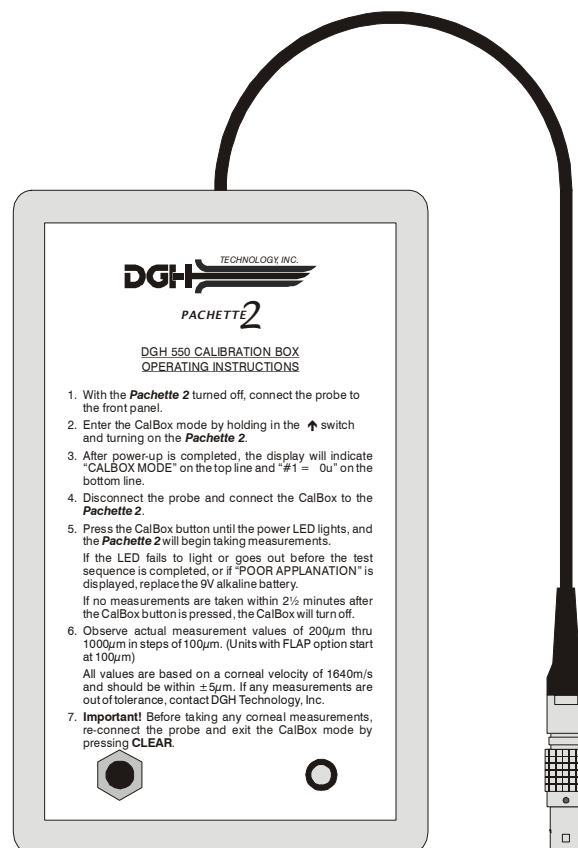 DGH TECHNOLOGY, INC.
PACHETTE 2
DGH 550 CALIBRATION BOX
OPERATING INSTRUCTIONS
1. With the Pachette 2 turned off, connect the probe to
the front panel.
2. Enter the CalBox mode by holding in the ↑ switch
and turning on the Pachette 2.
3. After power-up is completed, the display will indicate
“CALBOX MODE” on the top line and “#1 = 0u” on the
bottom line.
4. Disconnect the probe and connect the CalBox to the
Pachette 2.
5. Press the CalBox button until the power LED lights, and
the Pachette 2 will begin taking measurements.
If the LED fails to light or goes out before the test
sequence is completed, or if “POOR APPLANATION” is
displayed, replace the 9V alkaline battery.
If no measurements are taken within 2½ minutes after
the CalBox button is pressed, the CalBox will turn off.
6. Observe actual measurement values of 200µm thru
1000µm in steps of 100µm. (Units with FLAP option start
at 100µm)
All values are based on a corneal velocity of 1640m/s
and should be within ±5µm. If any measurements are
out of tolerance, contact DGH Technology, Inc.
7. Important! Before taking any corneal measurements,
re-connect the probe and exit the CalBox mode by
pressing CLEAR.